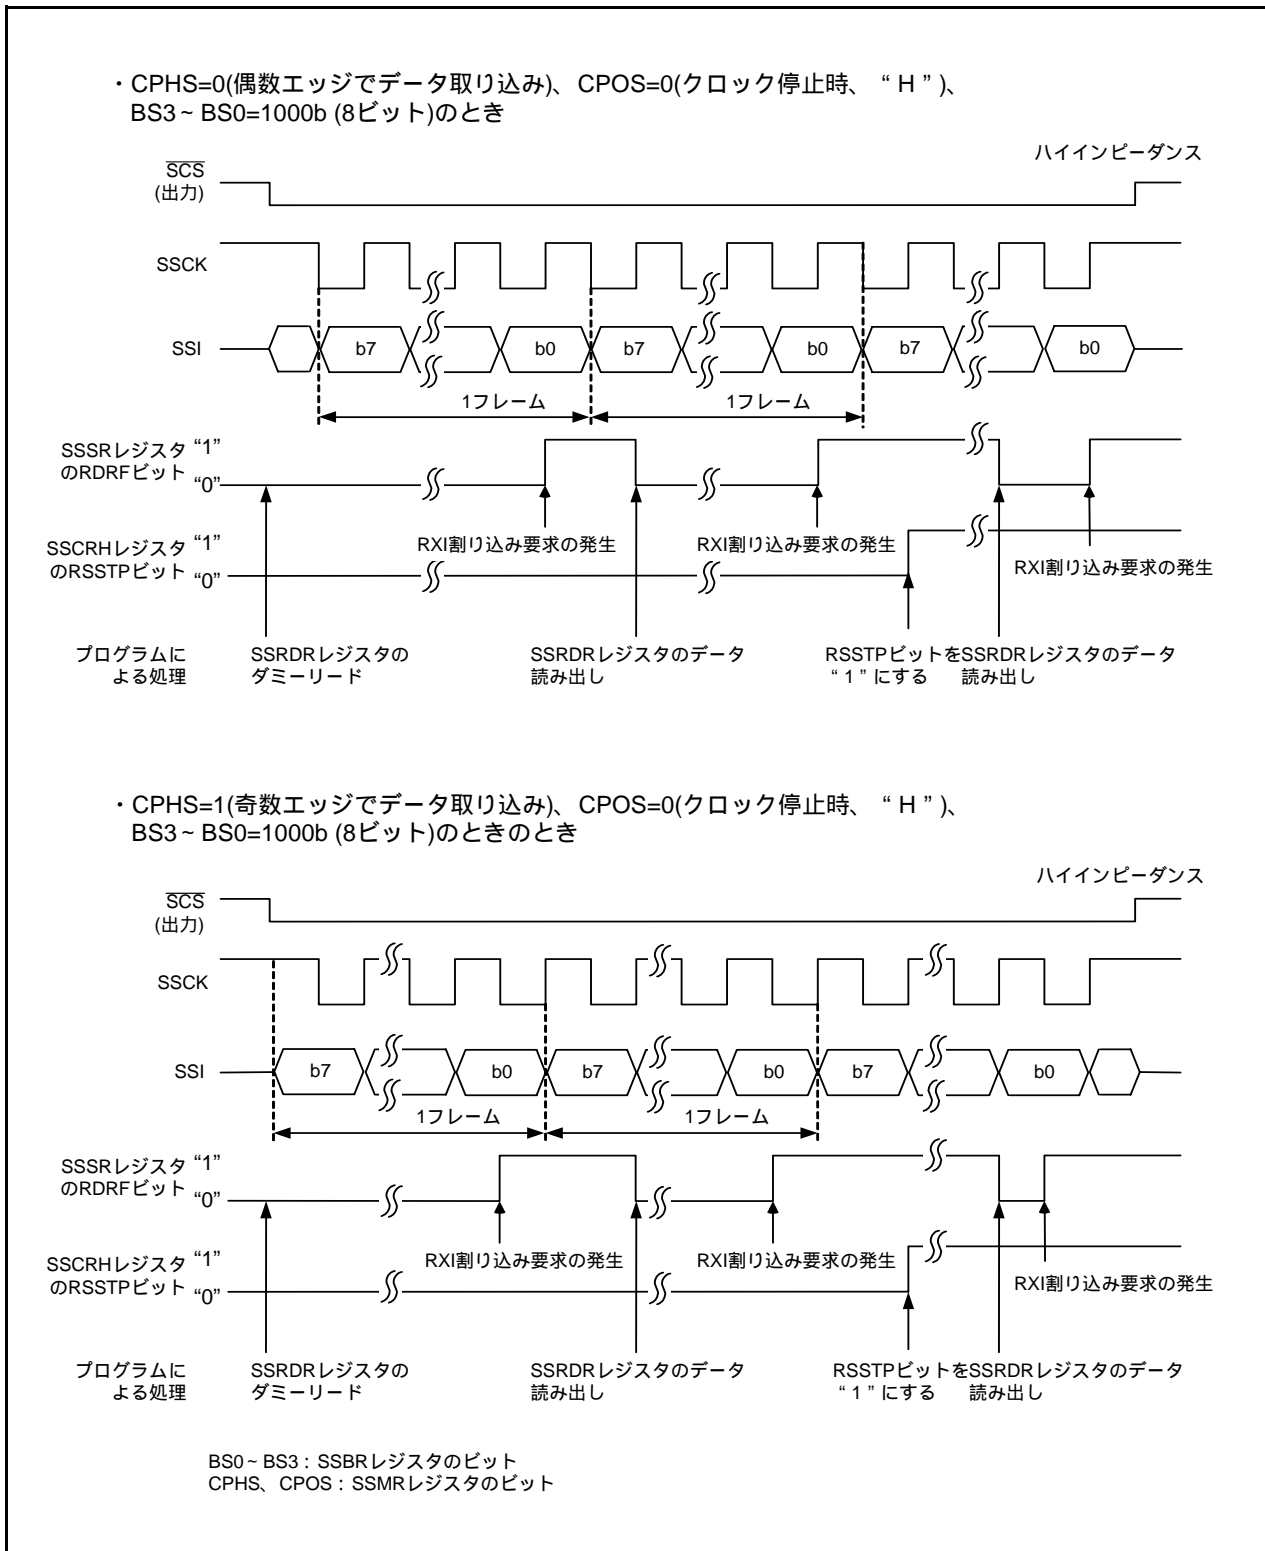 ・CPHS=0(偶数エッジでデータ取り込み)、CPOS=0(クロック停止時、“H”)、
BS3~BS0=1000b (8ビット)のとき
ハイインピーダンス
SCS
(出力)
SSCK
SSI
b7
b0
b7
b0
b7
b0
1フレーム
1フレーム
SSSRレジスタ “1”
のRDRFビット “0”
RXI割り込み要求の発生
RXI割り込み要求の発生
RXI割り込み要求の発生
SSCRHレジスタ “1”
のRSSTPビット “0”
プログラムに
よる処理
SSRDRレジスタの
ダミーリード
SSRDRレジスタのデータ
読み出し
RSSTPビットを
“1”にする
SSRDRレジスタのデータ
読み出し
・CPHS=1(奇数エッジでデータ取り込み)、CPOS=0(クロック停止時、“H”)、
BS3~BS0=1000b (8ビット)のときのとき
ハイインピーダンス
SCS
(出力)
SSCK
SSI
b7
b0
b7
b0
b7
b0
1フレーム
1フレーム
SSSRレジスタ “1”
のRDRFビット “0”
RXI割り込み要求の発生
RXI割り込み要求の発生
RXI割り込み要求の発生
SSCRHレジスタ “1”
のRSSTPビット “0”
プログラムに
よる処理
SSRDRレジスタの
ダミーリード
SSRDRレジスタのデータ
読み出し
RSSTPビットを
“1”にする
SSRDRレジスタのデータ
読み出し
BS0~BS3:SSBRレジスタのビット
CPHS、CPOS:SSMRレジスタのビット